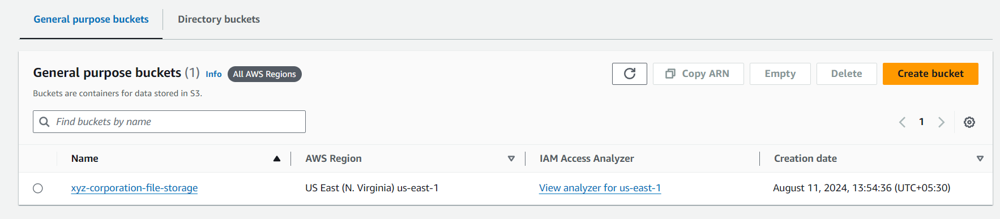 General purpose buckets Directory buckets
General purpose buckets (1) Info All AWS Regions Copy ARN Empty Delete Create bucket
Buckets are containers for data stored in S3.
Find buckets by name 1
Name AWS Region IAM Access Analyzer Creation date
xyz-corporation-file-storage US East (N. Virginia) us-east-1 View analyzer for us-east-1 August 11, 2024, 13:54:36 (UTC+05:30)